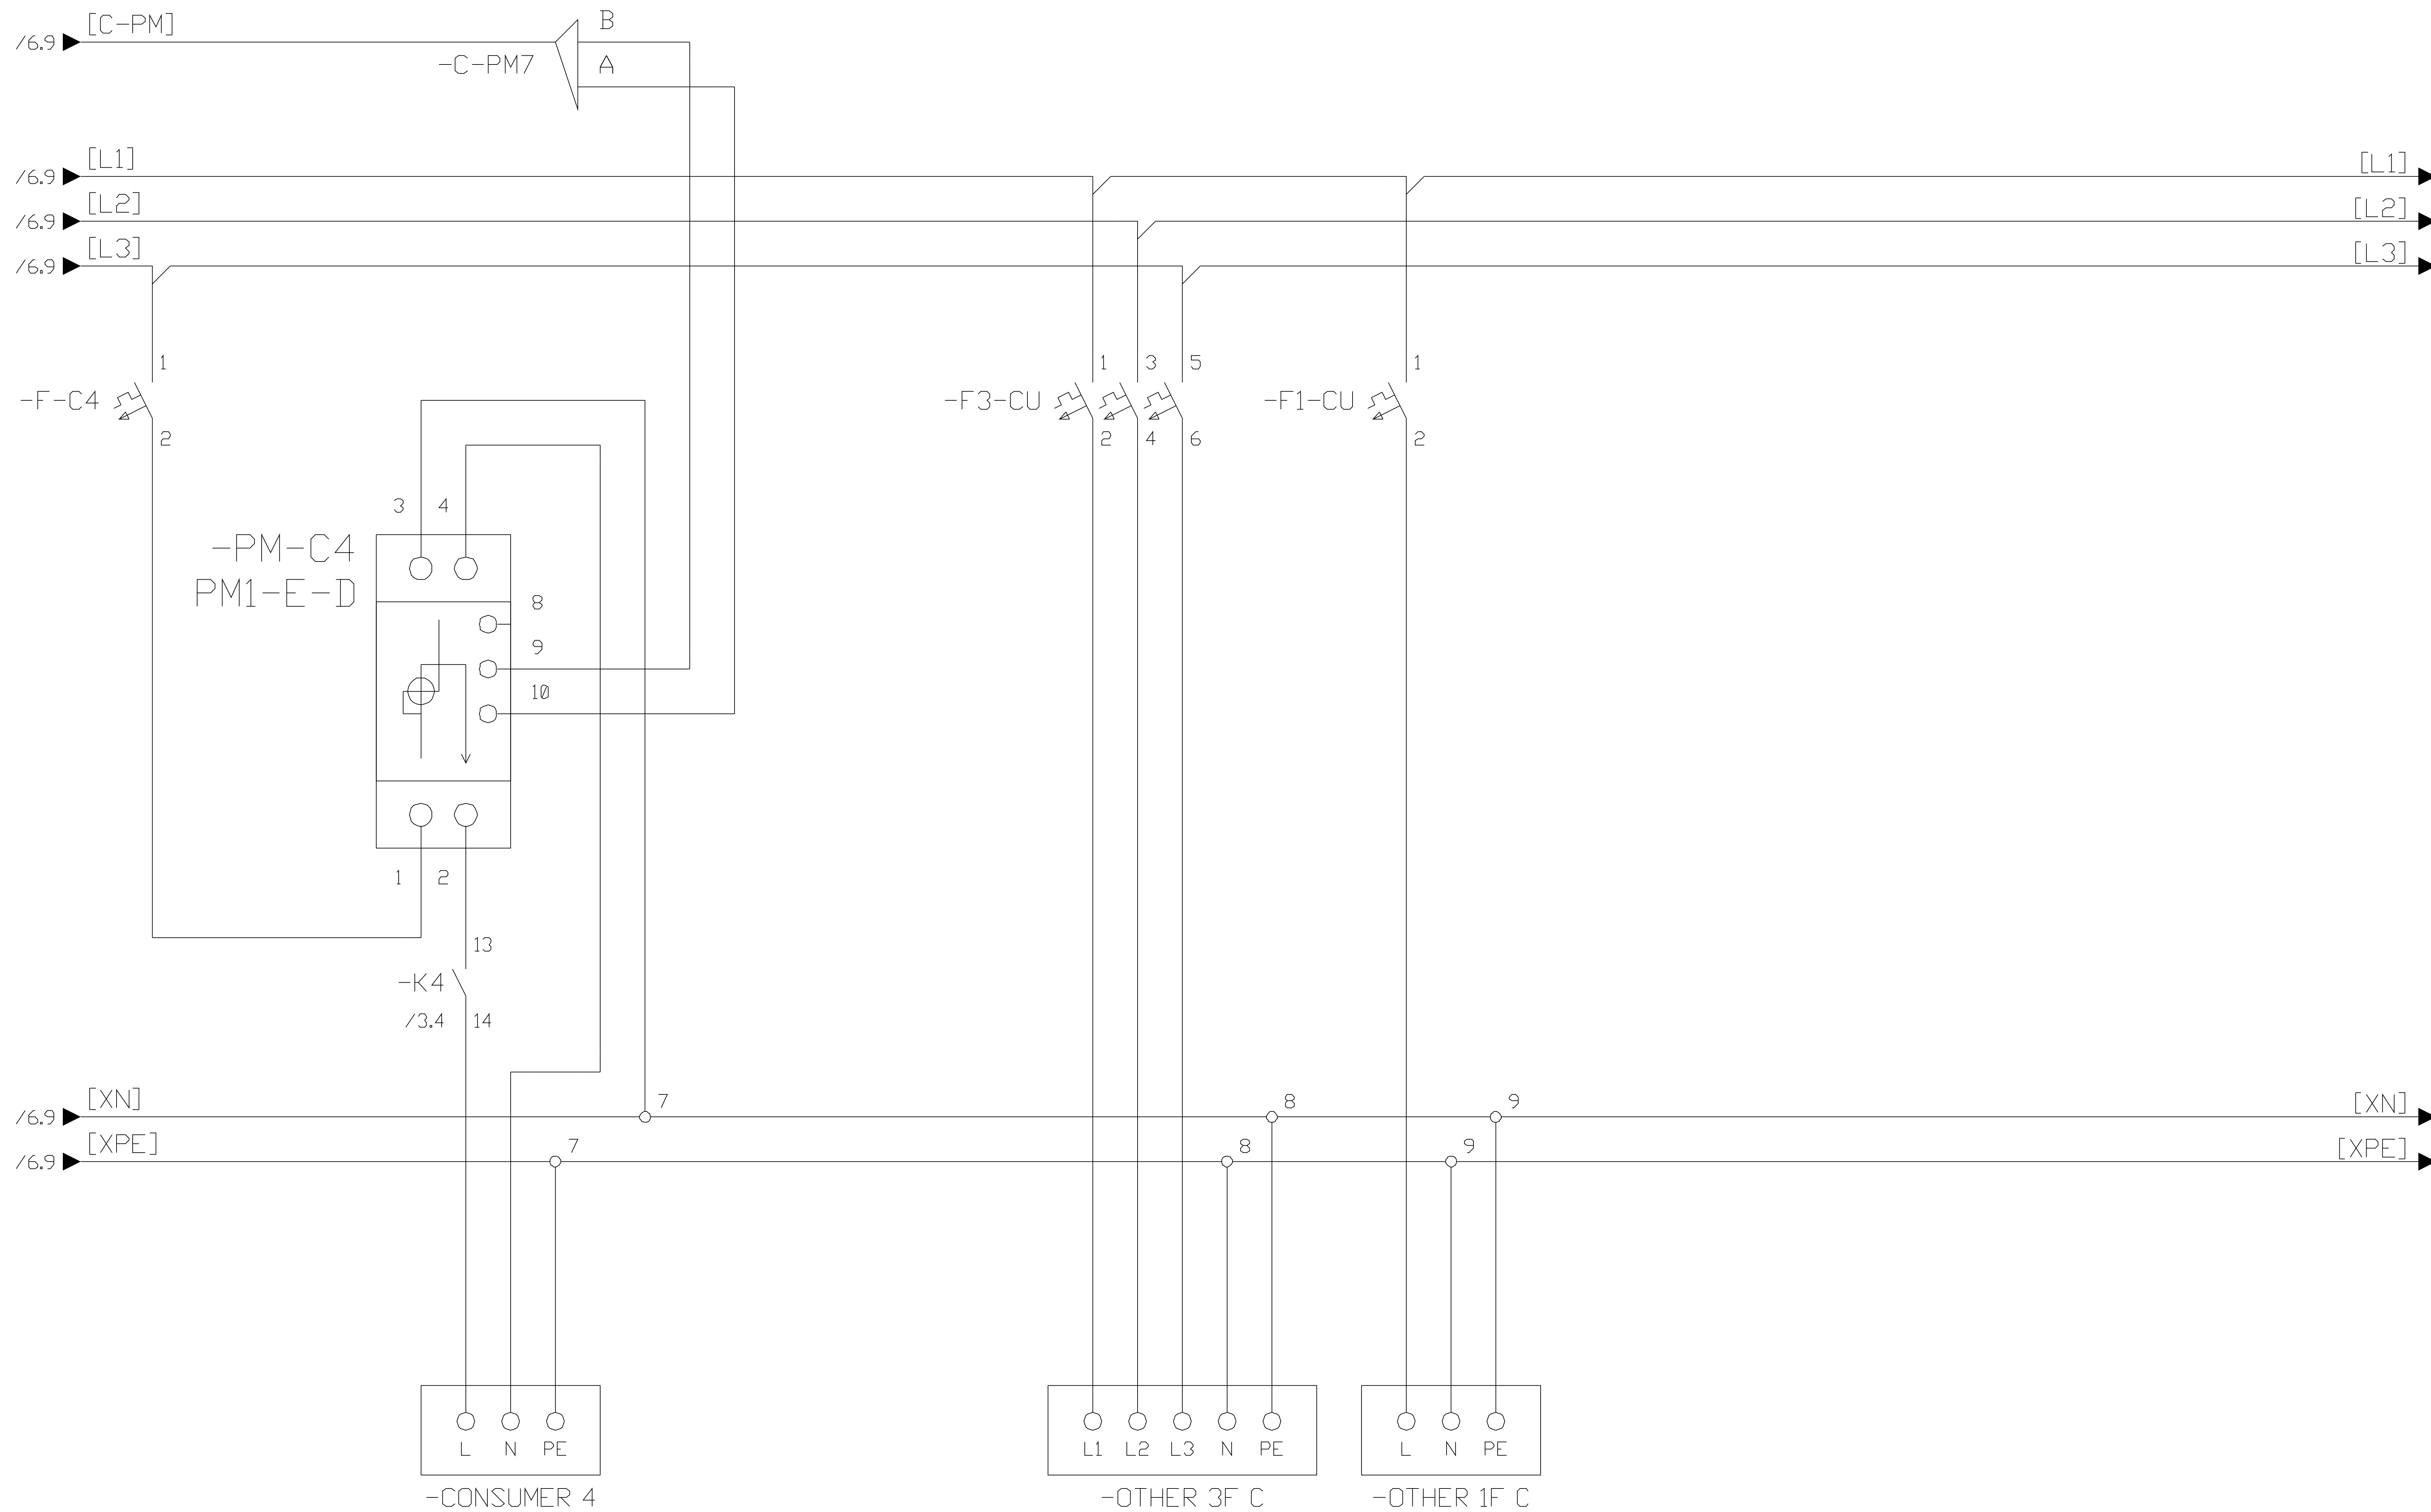 [C-PM] B
/6.9
-C-PM7 A
[L1] [L1]
/6.9
[L2] [L2]
/6.9
[L3] [L3]
/6.9
1 1 3 5 1
-F-C4 -F3-CU -F1-CU
2 2 4 6 2
3 4
-PM-C4
PM1-E-D
8
9
10
1 2
13
-K4
/3.4 14
[XN] 7 8 9 [XN]
/6.9
[XPE] 7 8 9 [XPE]
/6.9
L N PE L1 L2 L3 N PE L N PE
-CONSUMER 4 -OTHER 3F C -OTHER 1F C